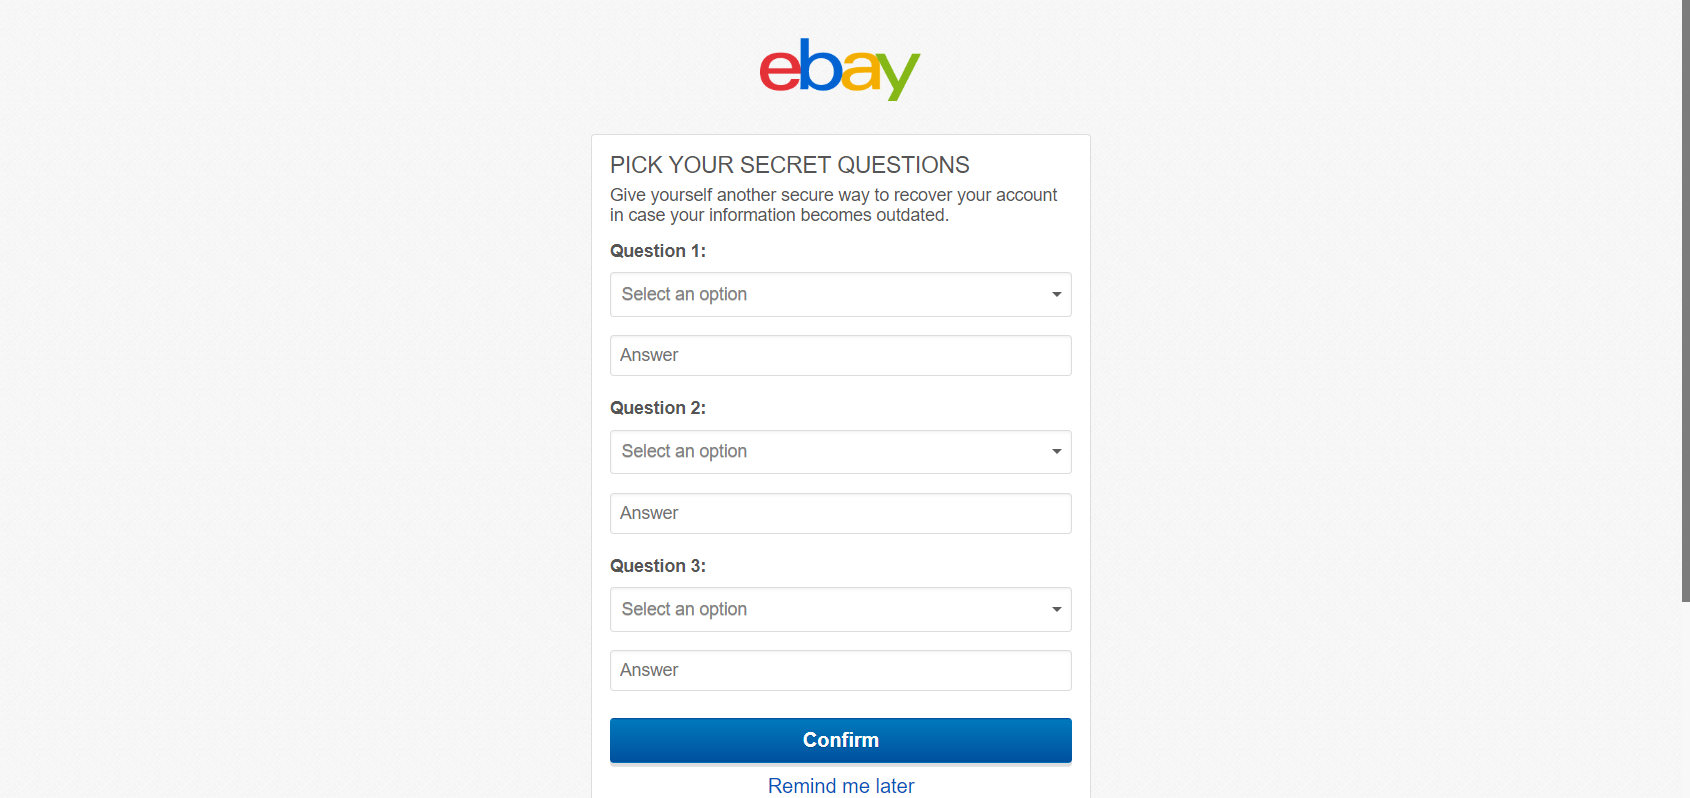 ebay
PICK YOUR SECRET QUESTIONS
Give yourself another secure way to recover your account
in case your information becomes outdated.
Question 1:
Select an option
Answer
Question 2:
Select an option
Answer
Question 3:
Select an option
Answer
Confirm
Remind me later